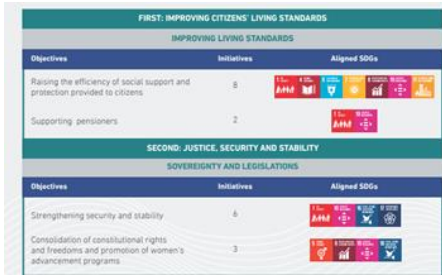 FIRST: IMPROVING CITIZENS' LIVING STANDARDS
IMPROVING LIVING STANDARDS
Objectives Initiatives Aligned SDGs
Raising the efficiency of social support and
protection provided to citizens
8
Supporting pensioners 2
SECOND: JUSTICE, SECURITY AND STABILITY
SOVEREIGNTY AND LEGISLATIONS
Objectives Initiatives Aligned SDGs
Strengthening security and stability 6
Consolidation of constitutional rights
and freedoms and promotion of women's
advancement programs
3